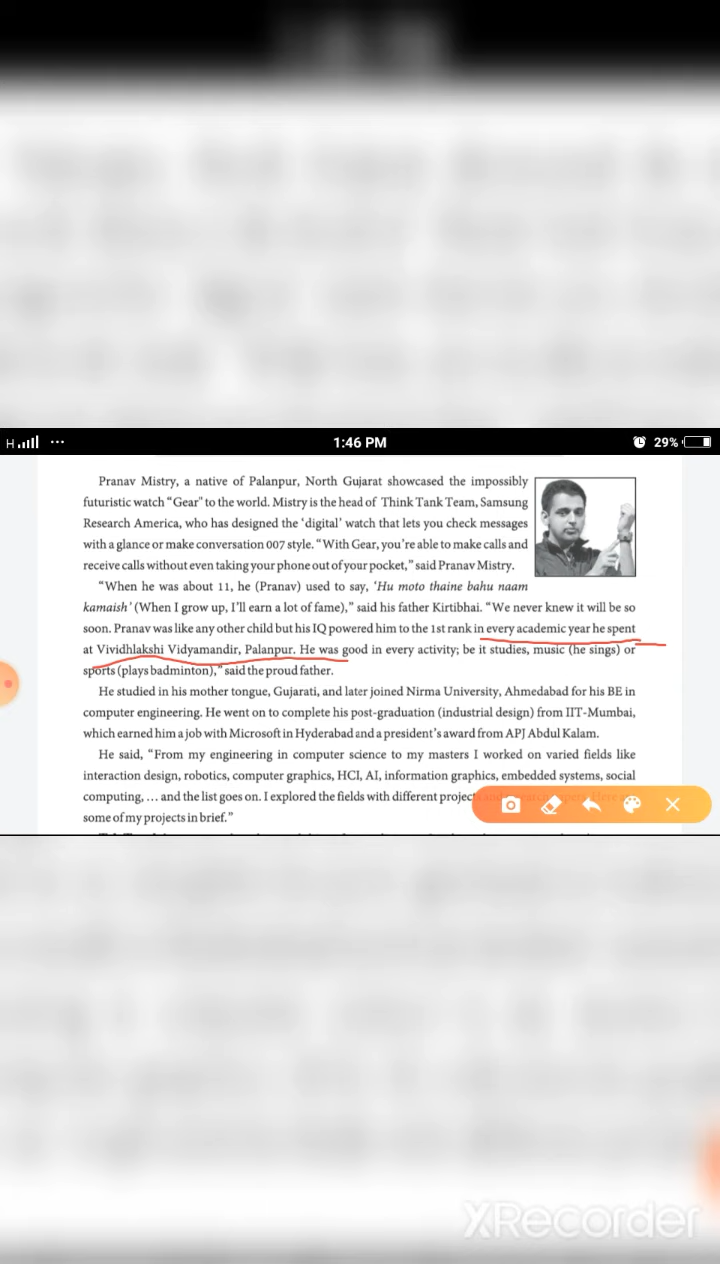 H ... 1:46 PM 29%
Pranav Mistry, a native of Palanpur, North Gujarat showcased the impossibly
futuristic watch “Gear" to the world. Mistry is the head of Think Tank Team, Samsung
Research America, who has designed the ‘digital’ watch that lets you check messages
with a glance or make conversation 007 style. “With Gear, you’re able to make calls and
receive calls without even taking your phone out of your pocket,” said Pranav Mistry.
“When he was about 11, he (Pranav) used to say, ‘Hu moto thaine bahu naam
kamaish’ (When I grow up, I’ll earn a lot of fame),” said his father Kirtibhai. “We never knew it will be so
soon. Pranav was like any other child but his IQ powered him to the 1st rank in every academic year he spent
at Vividhlakshi Vidyamandir, Palanpur. He was good in every activity; be it studies, music (he sings) or
sports (plays badminton),” said the proud father.
He studied in his mother tongue, Gujarati, and later joined Nirma University, Ahmedabad for his BE in
computer engineering. He went on to complete his post-graduation (industrial design) from IIT-Mumbai,
which earned him a job with Microsoft in Hyderabad and a president’s award from APJ Abdul Kalam.
He said, “From my engineering in computer science to my masters I worked on varied fields like
interaction design, robotics, computer graphics, HCI, AI, information graphics, embedded systems, social
computing, ... and the list goes on. I explored the fields with different projects
some of my projects in brief.”
XRecorder